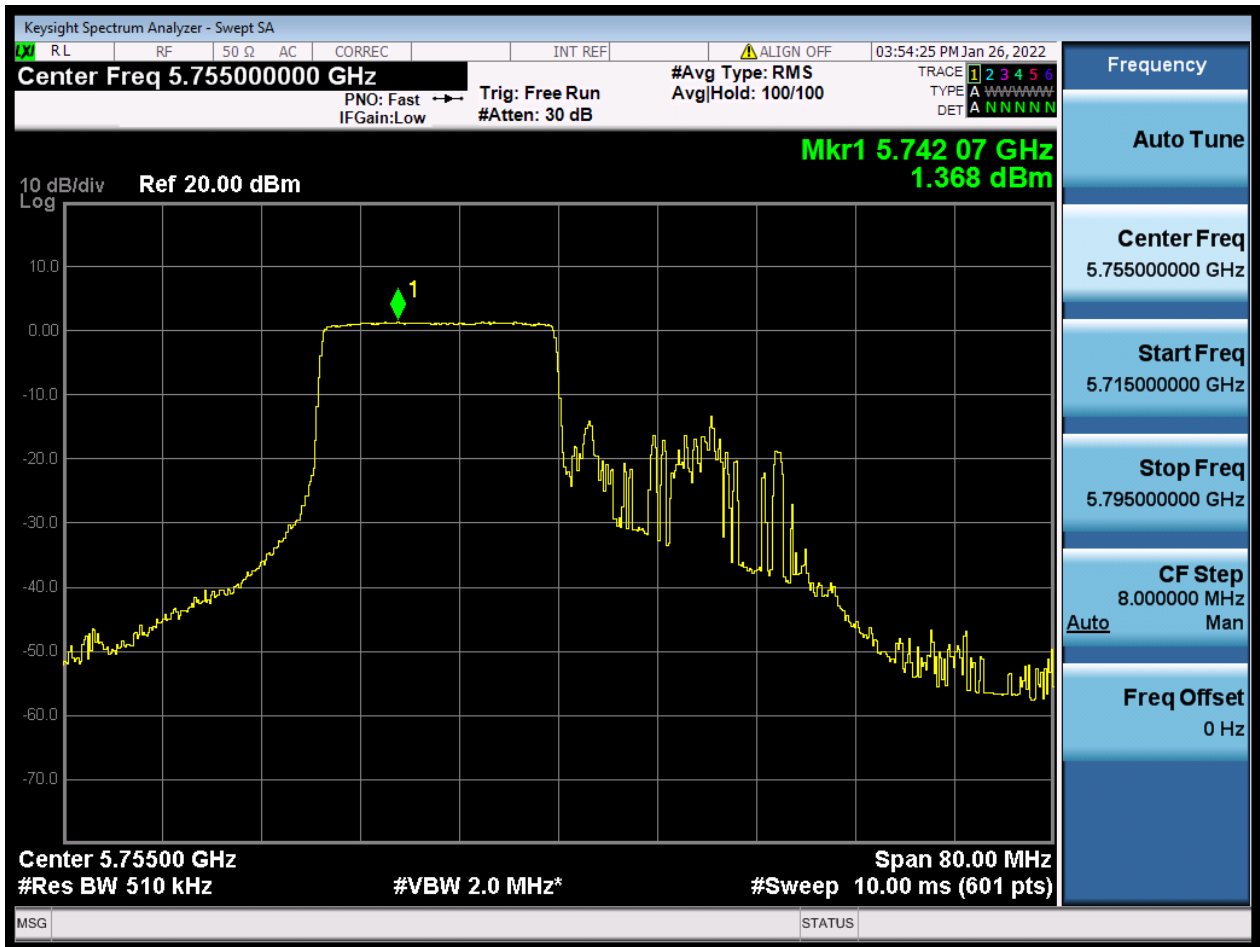 Keysight Spectrum Analyzer - Swept SA
LXI RL RF 50 Ω AC CORREC INT REF ALIGN OFF 03:54:25 PM Jan 26, 2022
Center Freq 5.755000000 GHz
PNO: Fast
IFGain:Low
Trig: Free Run
#Atten: 30 dB
#Avg Type: RMS
Avg|Hold: 100/100
TRACE 1 2 3 4 5 6
TYPE A WWWWW
DET A N N N N N
Mkr1 5.742 07 GHz
1.368 dBm
10 dB/div Ref 20.00 dBm
Log
1
10.0
0.00
-10.0
-20.0
-30.0
-40.0
-50.0
-60.0
-70.0
Center 5.75500 GHz Span 80.00 MHz
#Res BW 510 kHz #VBW 2.0 MHz* #Sweep 10.00 ms (601 pts)
MSG STATUS
Frequency
Auto Tune
Center Freq
5.755000000 GHz
Start Freq
5.715000000 GHz
Stop Freq
5.795000000 GHz
CF Step
8.000000 MHz
Auto Man
Freq Offset
0 Hz